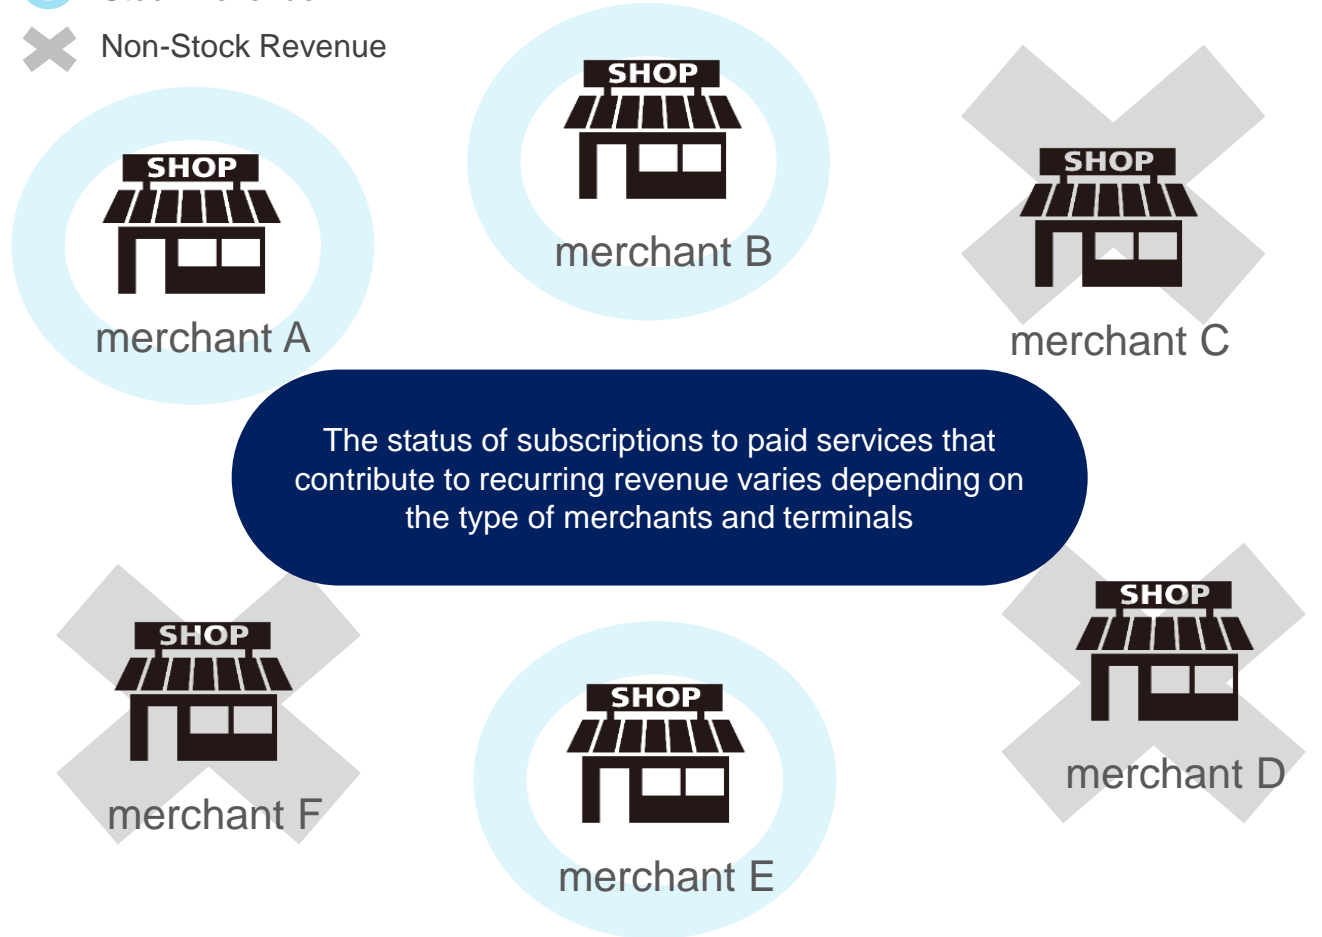 Non-Stock Revenue
SHOP
merchant A
SHOP
merchant B
SHOP
merchant C
The status of subscriptions to paid services that
contribute to recurring revenue varies depending on
the type of merchants and terminals
SHOP
merchant F
SHOP
merchant E
SHOP
merchant D